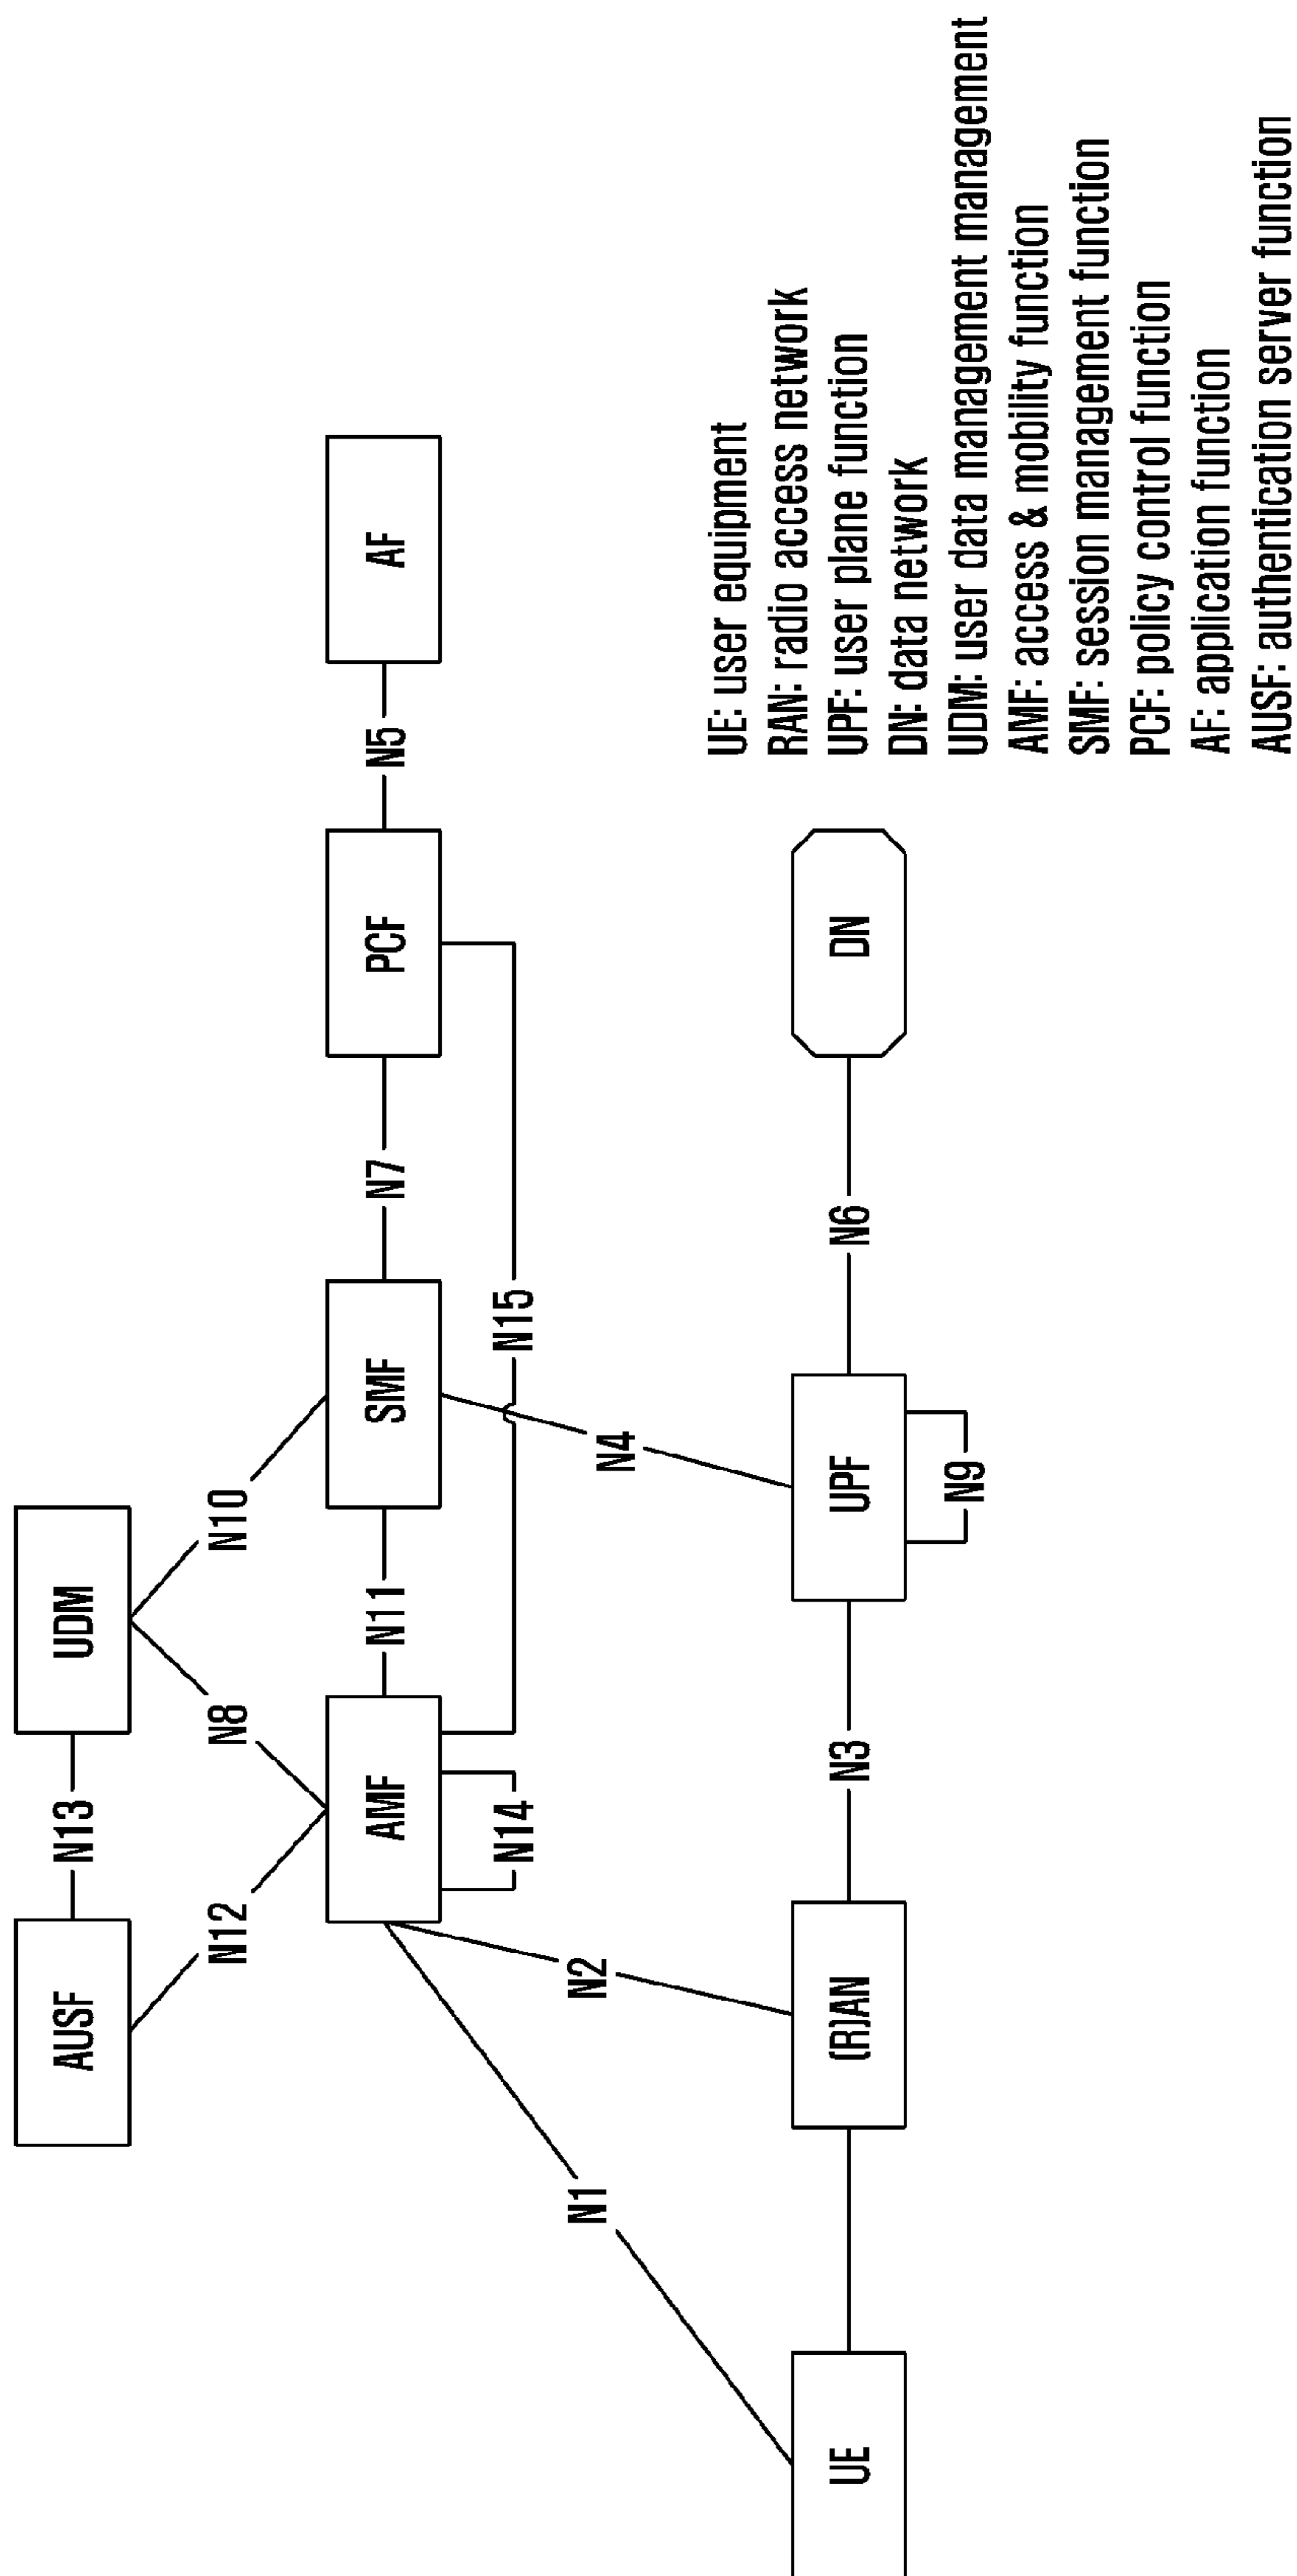 AUSF
N13
UDM
N12
N8
N10
AMF
N11
SMF
N7
PCF
N5
AF
N14
N15
N1
N2
N4
UE
(R)AN
N3
UPF
N6
DN
N9
UE: user equipment
RAN: radio access network
UPF: user plane function
DN: data network
UDM: user data management management
AMF: access & mobility function
SMF: session management function
PCF: policy control function
AF: application function
AUSF: authentication server function